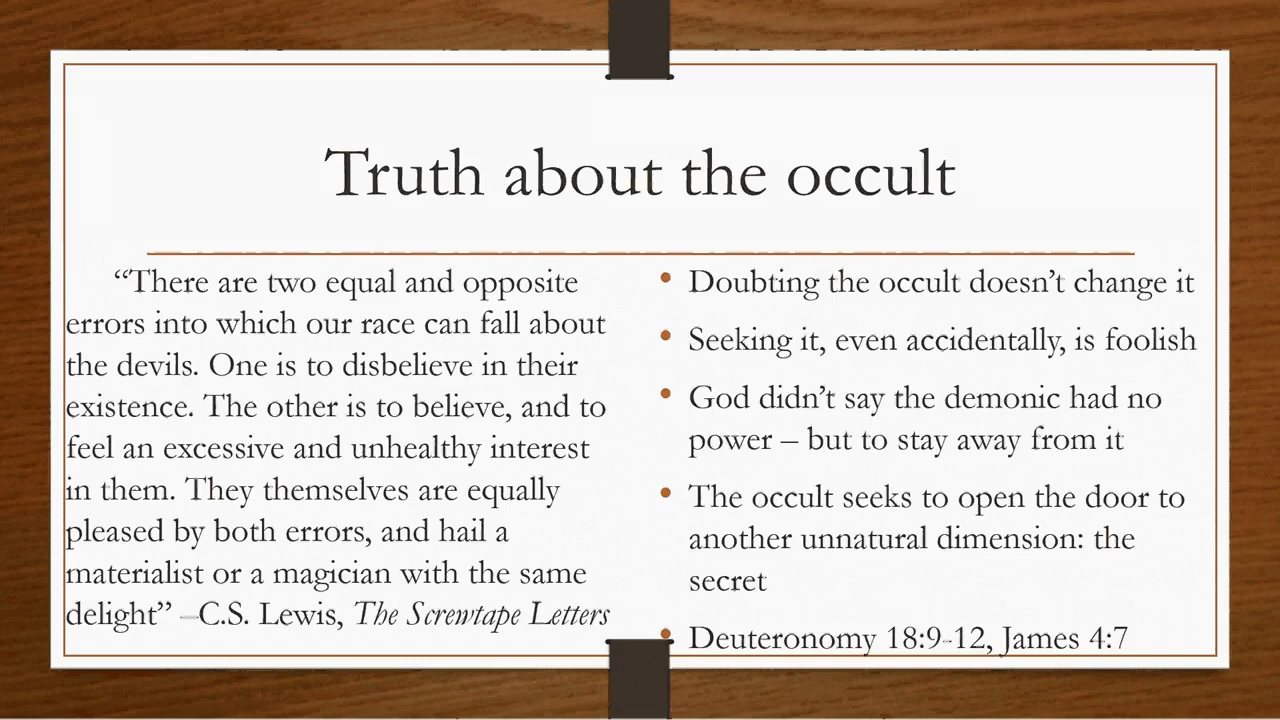 Truth about the occult
“There are two equal and opposite
errors into which our race can fall about
the devils. One is to disbelieve in their
existence. The other is to believe, and to
feel an excessive and unhealthy interest
in them. They themselves are equally
pleased by both errors, and hail a
materialist or a magician with the same
delight” –C.S. Lewis, The Screwtape Letters
• Doubting the occult doesn’t change it
• Seeking it, even accidentally, is foolish
• God didn’t say the demonic had no
power – but to stay away from it
• The occult seeks to open the door to
another unnatural dimension: the
secret
• Deuteronomy 18:9-12, James 4:7